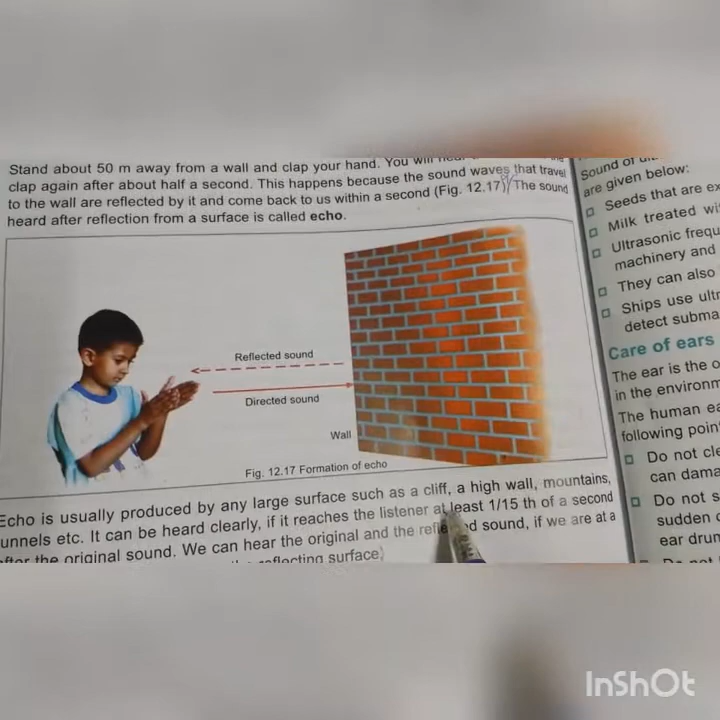 Stand about 50 m away from a wall and clap your hand. You will
clap again after about half a second. This happens because the sound waves that travel
to the wall are reflected by it and come back to us within a second (Fig. 12.17). The sound
heard after reflection from a surface is called echo.
Reflected sound
Directed sound
Wall
Fig. 12.17 Formation of echo
Echo is usually produced by any large surface such as a cliff, a high wall, mountains,
unnels etc. It can be heard clearly, if it reaches the listener at least 1/15 th of a second
after the original sound. We can hear the original and the sound, if we are at a
reflecting surface.
Sound of
are given below:
Seeds that are ex
Milk treated wi
Ultrasonic frequ
machinery and
They can also
Ships use ultr
detect subma
Care of ears
The ear is the o
in the environm
The human ea
following poin
Do not cle
can dama
Do not s
sudden
ear drun
InShOt